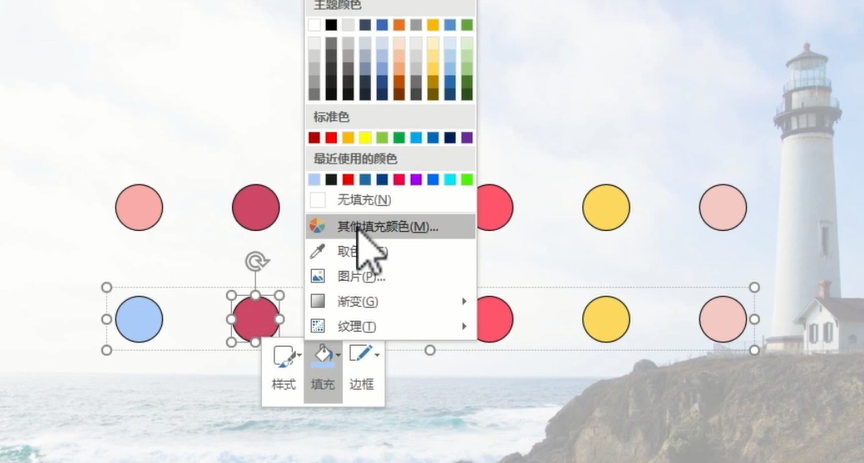 主题颜色
标准色
最近使用的颜色
无填充(N)
其他填充颜色(M)...
取色
图片(P)...
渐变(G)
纹理(T)
样式
填充
边框